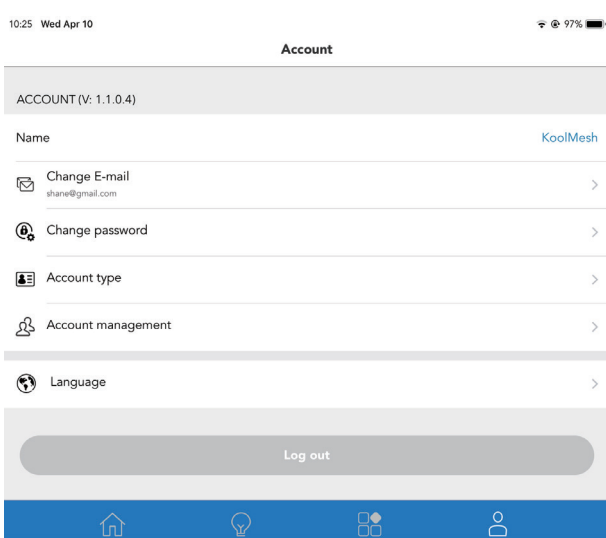 10:25 Wed Apr 10 97%
Account
ACCOUNT (V: 1.1.0.4)
Name KoolMesh
Change E-mail
shane@gmail.com
Change password
Account type
Account management
Language
Log out